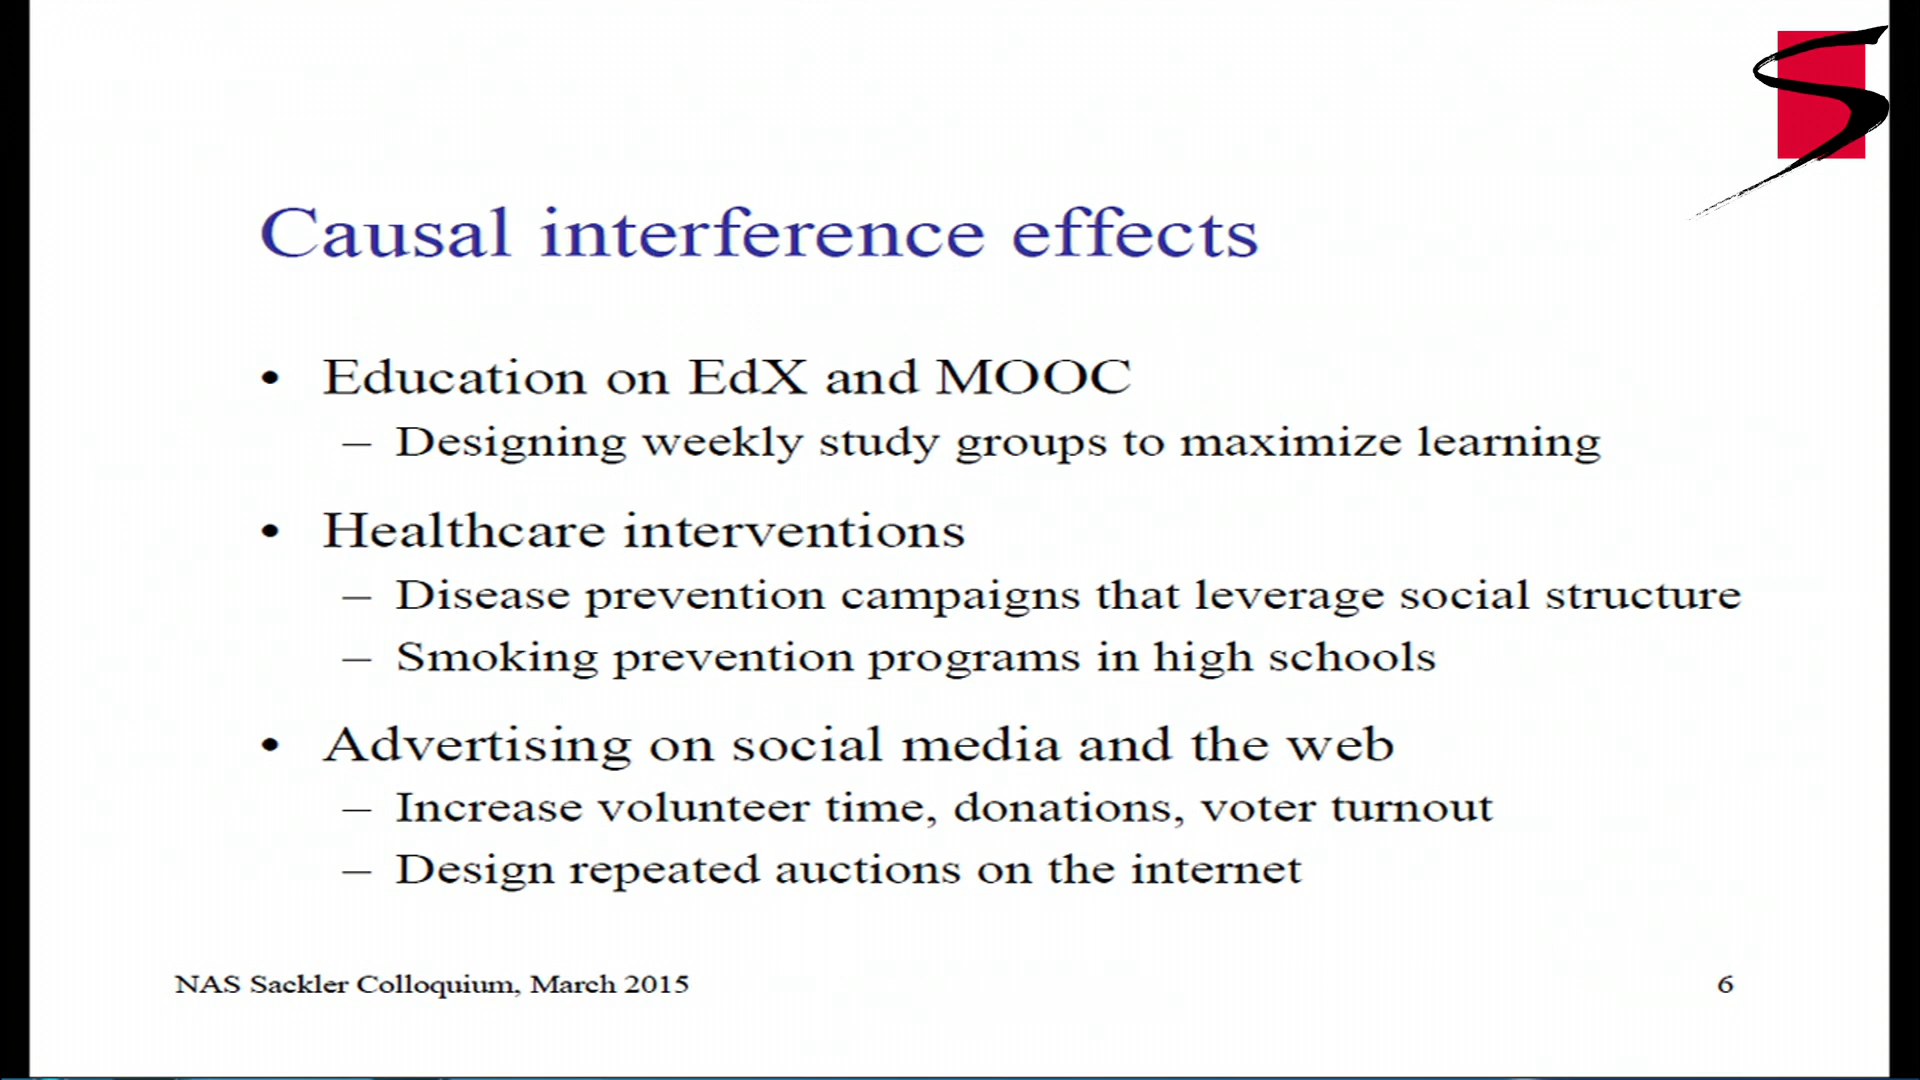 Causal interference effects
• Education on EdX and MOOC
– Designing weekly study groups to maximize learning
• Healthcare interventions
– Disease prevention campaigns that leverage social structure
– Smoking prevention programs in high schools
• Advertising on social media and the web
– Increase volunteer time, donations, voter turnout
– Design repeated auctions on the internet
NAS Sackler Colloquium, March 2015
6